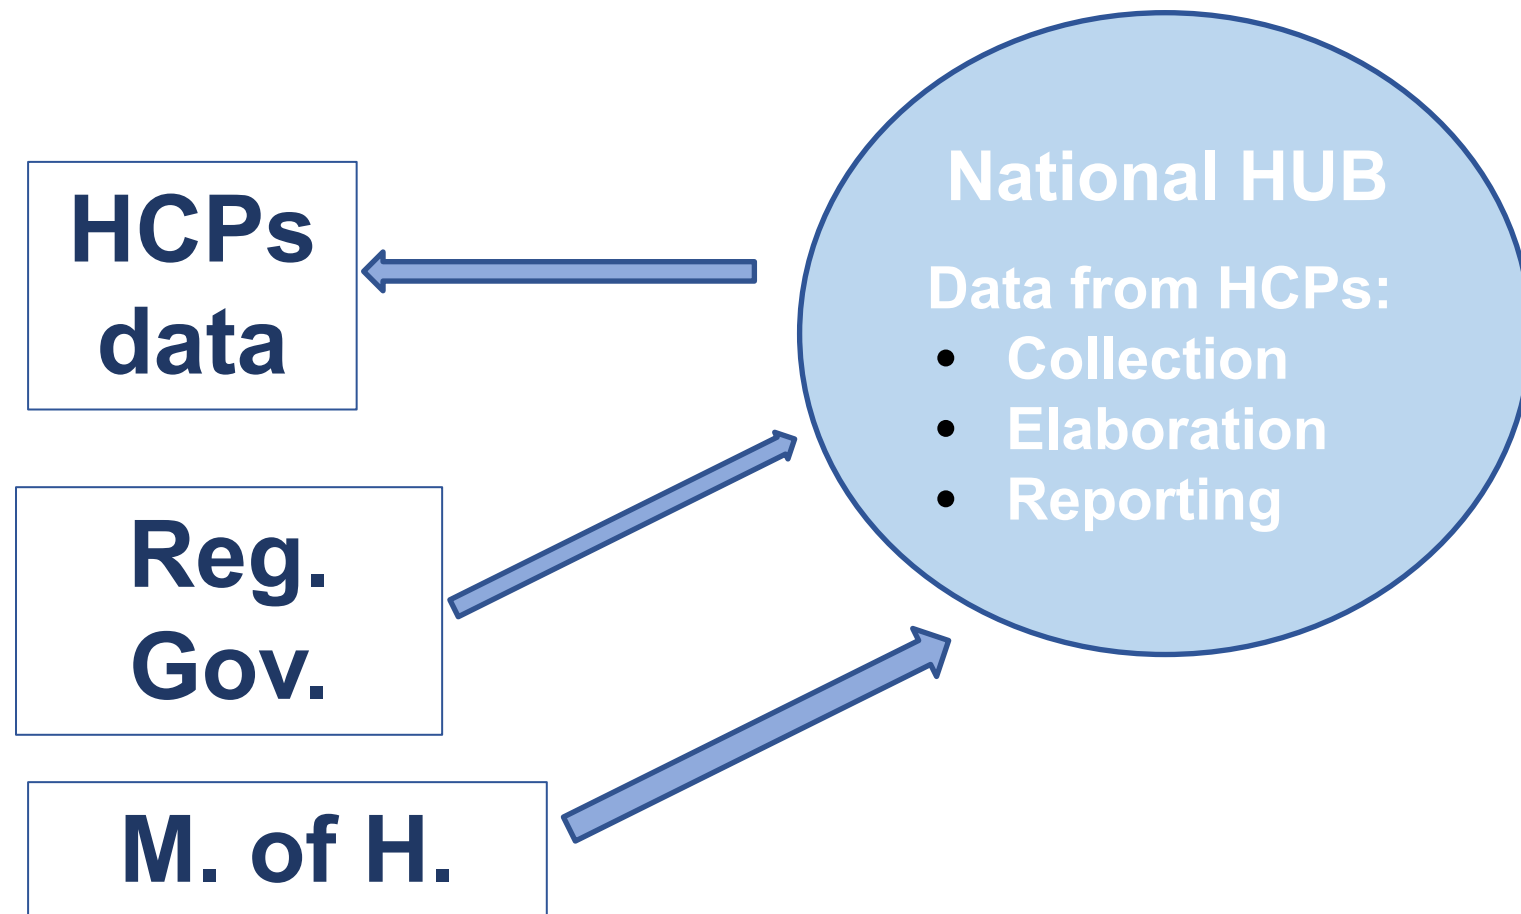 HCPs
data
Reg.
Gov.
M. of H.
National HUB
Data from HCPs:
• Collection
• Elaboration
• Reporting